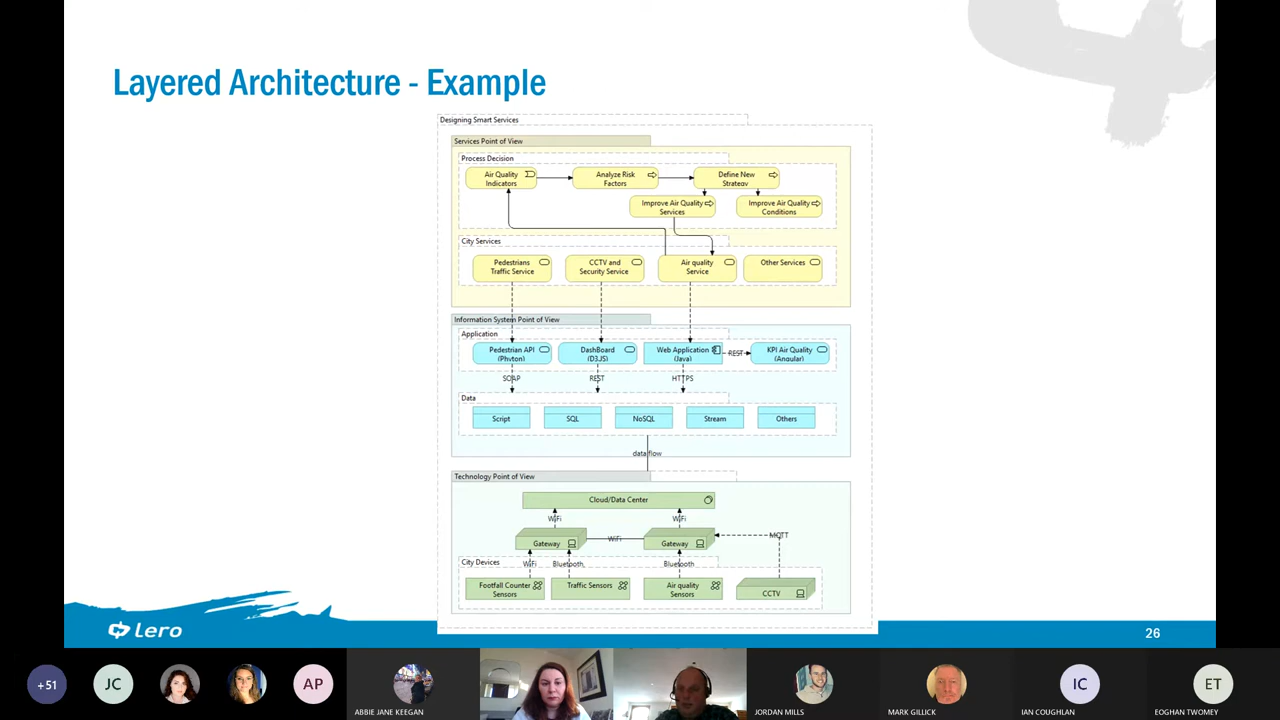 Layered Architecture - Example
Designing Smart Services
Services Point of View
Process Decision
Air Quality
Indicators
Analyze Risk
Factors
Define New
Strategy
Improve Air Quality
Services
Improve Air Quality
Conditions
City Services
Pedestrians
Traffic Service
CCTV and
Security Service
Air quality
Service
Other Services
Information System Point of View
Application
Pedestrian API
(Phyton)
DashBoard
(D3JS)
Web Application
(Java)
REST
KPI Air Quality
(Angular)
SOAP
REST
HTTPS
Data
Script
SQL
NoSQL
Stream
Others
data flow
Technology Point of View
Cloud/Data Center
WiFi
WiFi
Gateway
WiFi
Gateway
MQTT
City Devices
WiFi
Bluetooth
Bluetooth
Footfall Counter
Sensors
Traffic Sensors
Air quality
Sensors
CCTV
lero
26
+51
JC
AP
IC
ET
ABBIE JANE KEEGAN
JORDAN MILLS
MARK GILLICK
IAN COUGHLAN
EOGHAN TWOMEY